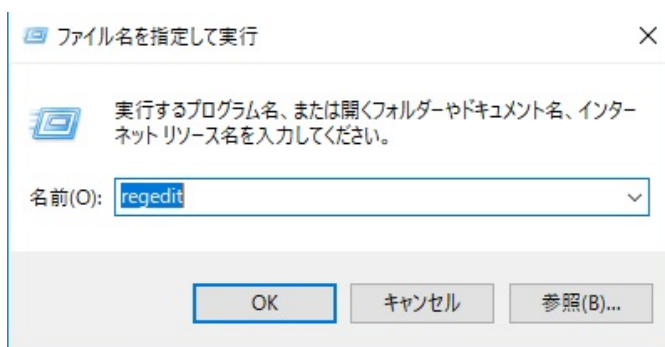 ファイル名を指定して実行
実行するプログラム名、または開くフォルダーやドキュメント名、インター
ネット リソース名を入力してください。
名前(O): regedit
OK キャンセル 参照(B)...